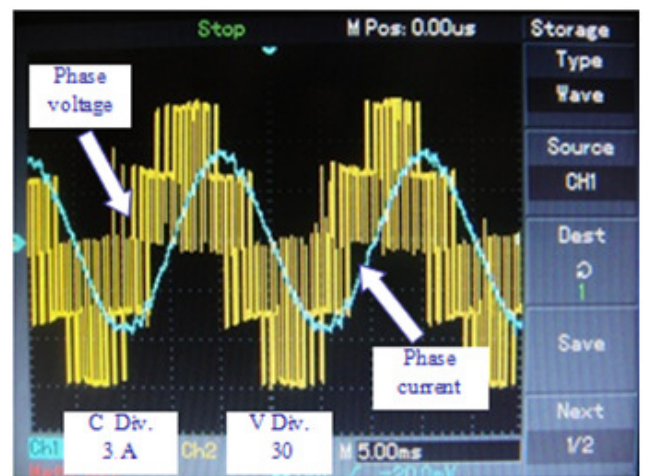 Stop
M Pos: 0.00us
Storage
Type
Wave
Source
CH1
Dest
1
Save
Next
1/2
Phase
voltage
Phase
current
C Div.
3. A
V Div.
30
Ch1
Ch2
M 5.00ms